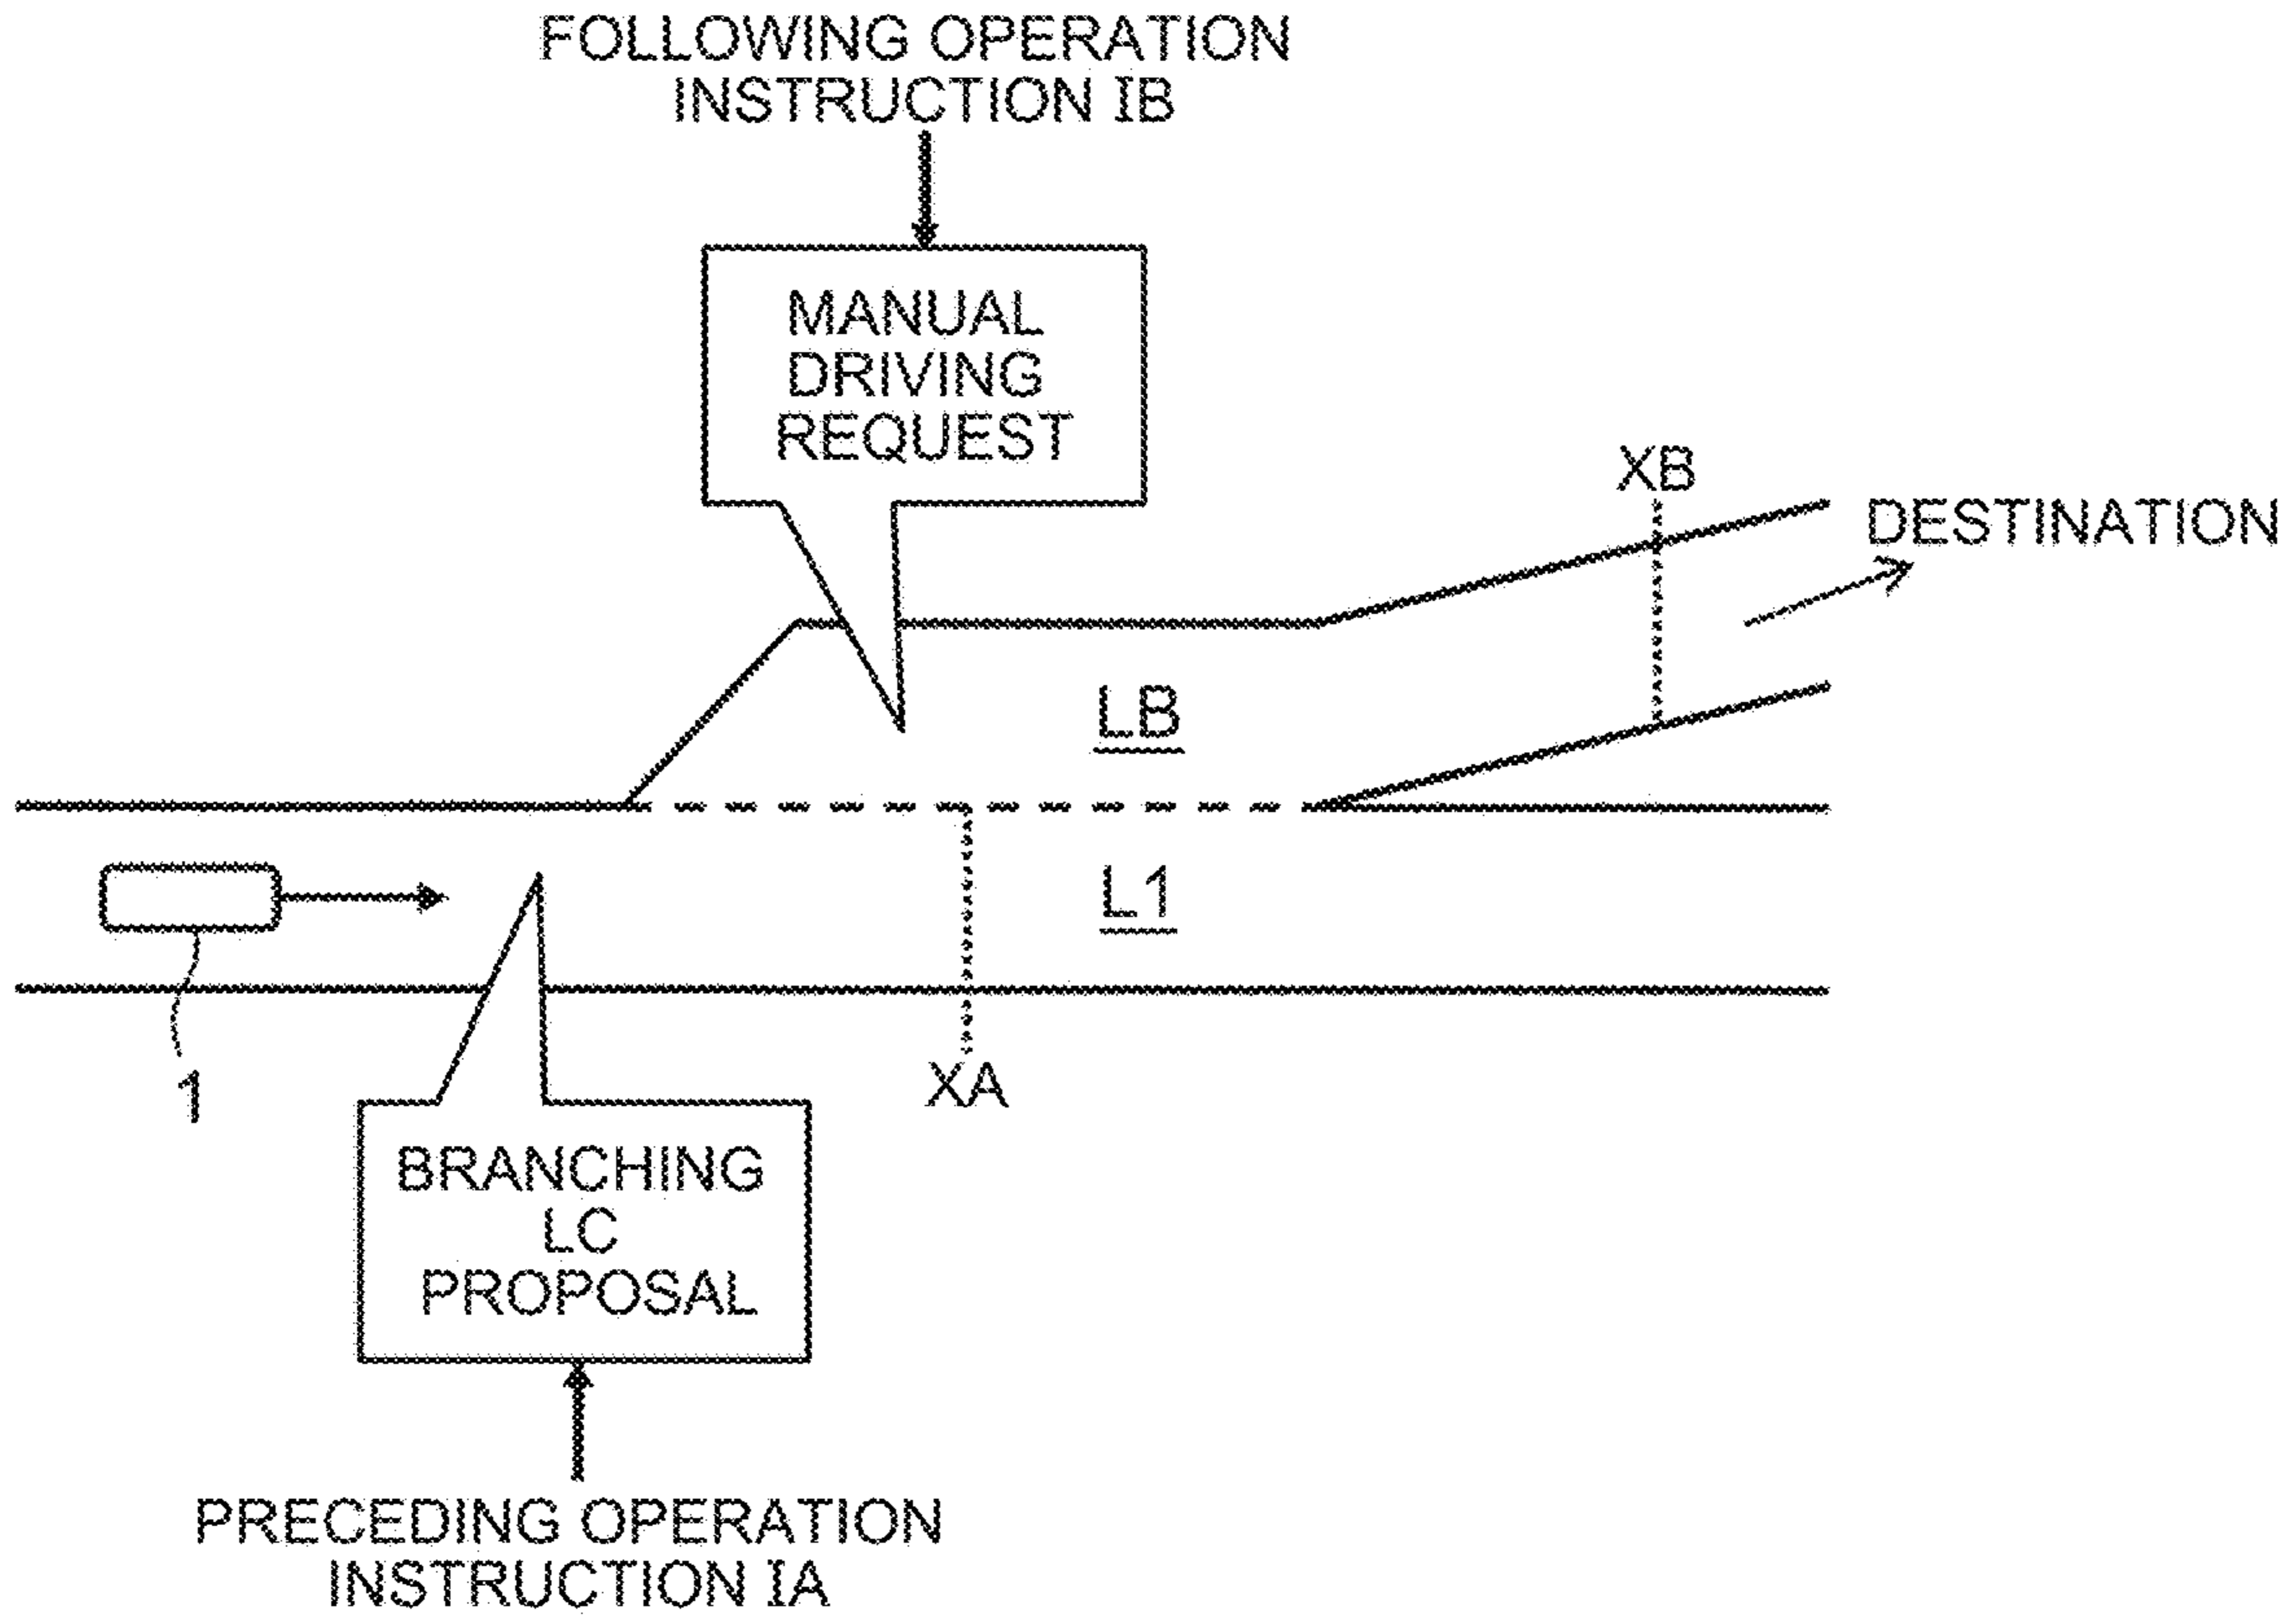 FOLLOWING OPERATION
INSTRUCTION IB
MANUAL
DRIVING
REQUEST
XB
DESTINATION
LB
L1
1
XA
BRANCHING
LC
PROPOSAL
PRECEDING OPERATION
INSTRUCTION IA